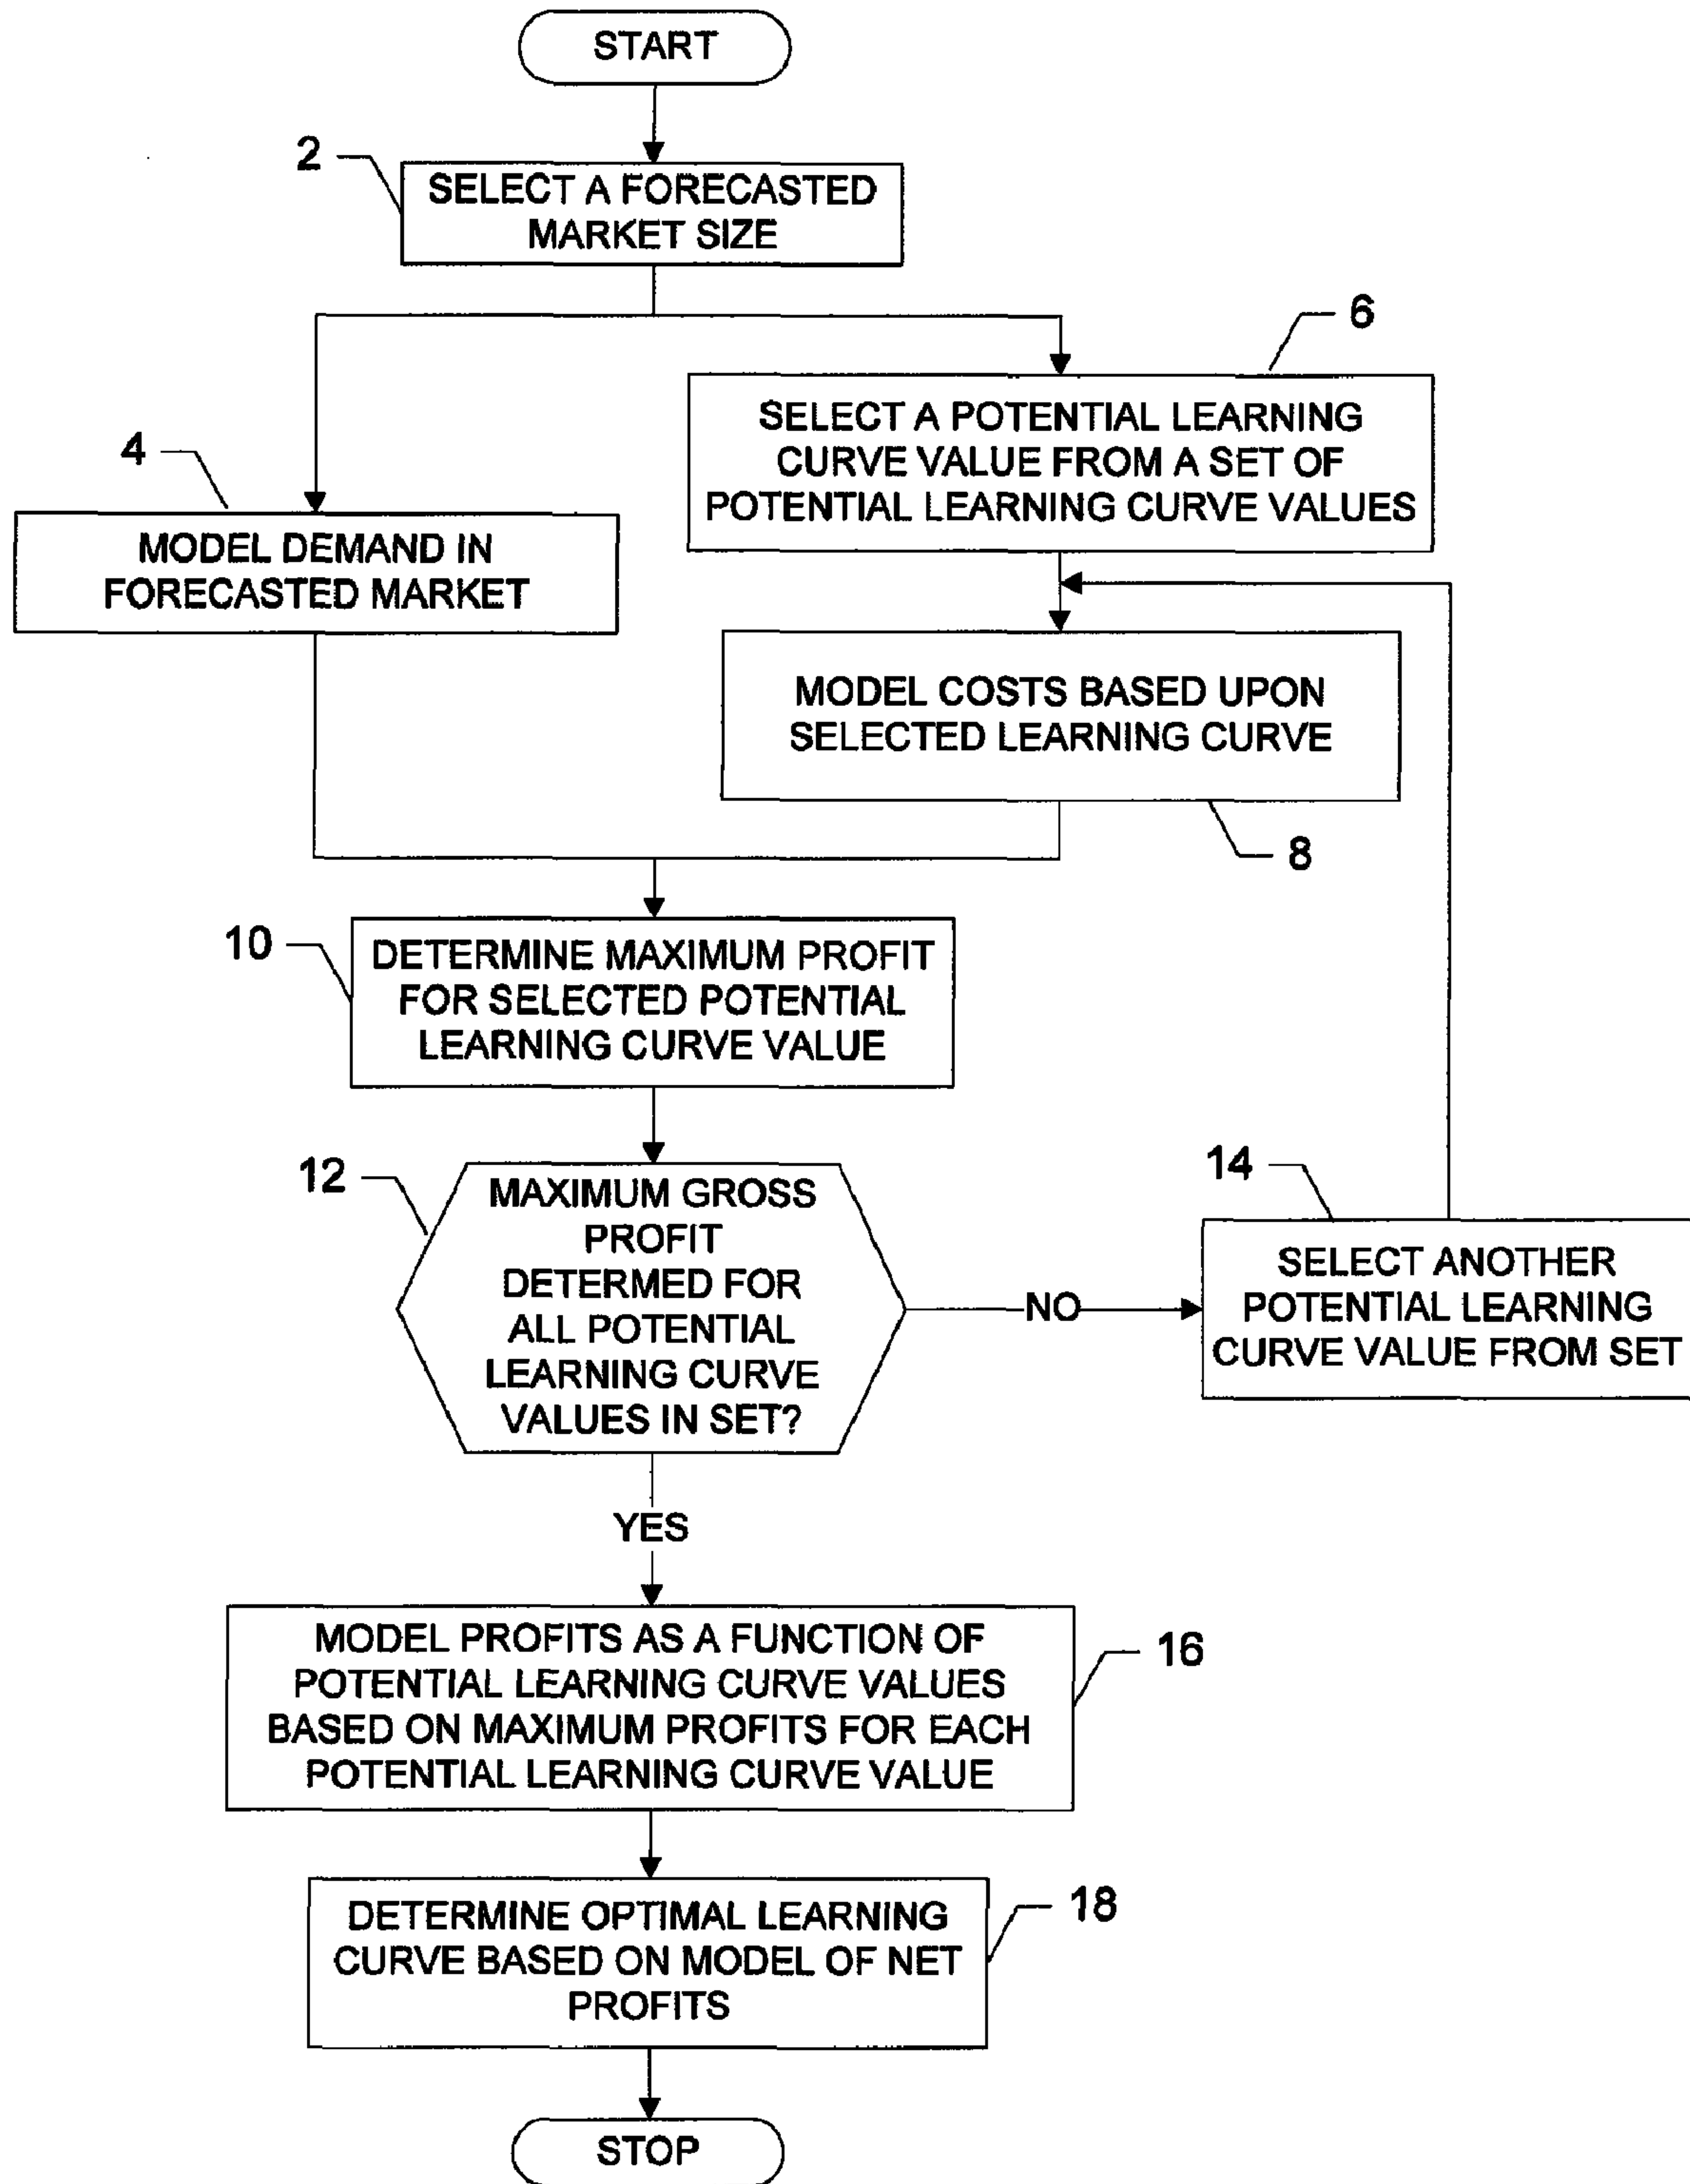 START
2
SELECT A FORECASTED
MARKET SIZE
6
SELECT A POTENTIAL LEARNING
CURVE VALUE FROM A SET OF
POTENTIAL LEARNING CURVE VALUES
4
MODEL DEMAND IN
FORECASTED MARKET
MODEL COSTS BASED UPON
SELECTED LEARNING CURVE
8
10
DETERMINE MAXIMUM PROFIT
FOR SELECTED POTENTIAL
LEARNING CURVE VALUE
12
MAXIMUM GROSS
PROFIT
DETERMED FOR
ALL POTENTIAL
LEARNING CURVE
VALUES IN SET?
NO
14
SELECT ANOTHER
POTENTIAL LEARNING
CURVE VALUE FROM SET
YES
MODEL PROFITS AS A FUNCTION OF
POTENTIAL LEARNING CURVE VALUES
BASED ON MAXIMUM PROFITS FOR EACH
POTENTIAL LEARNING CURVE VALUE
16
DETERMINE OPTIMAL LEARNING
CURVE BASED ON MODEL OF NET
PROFITS
18
STOP